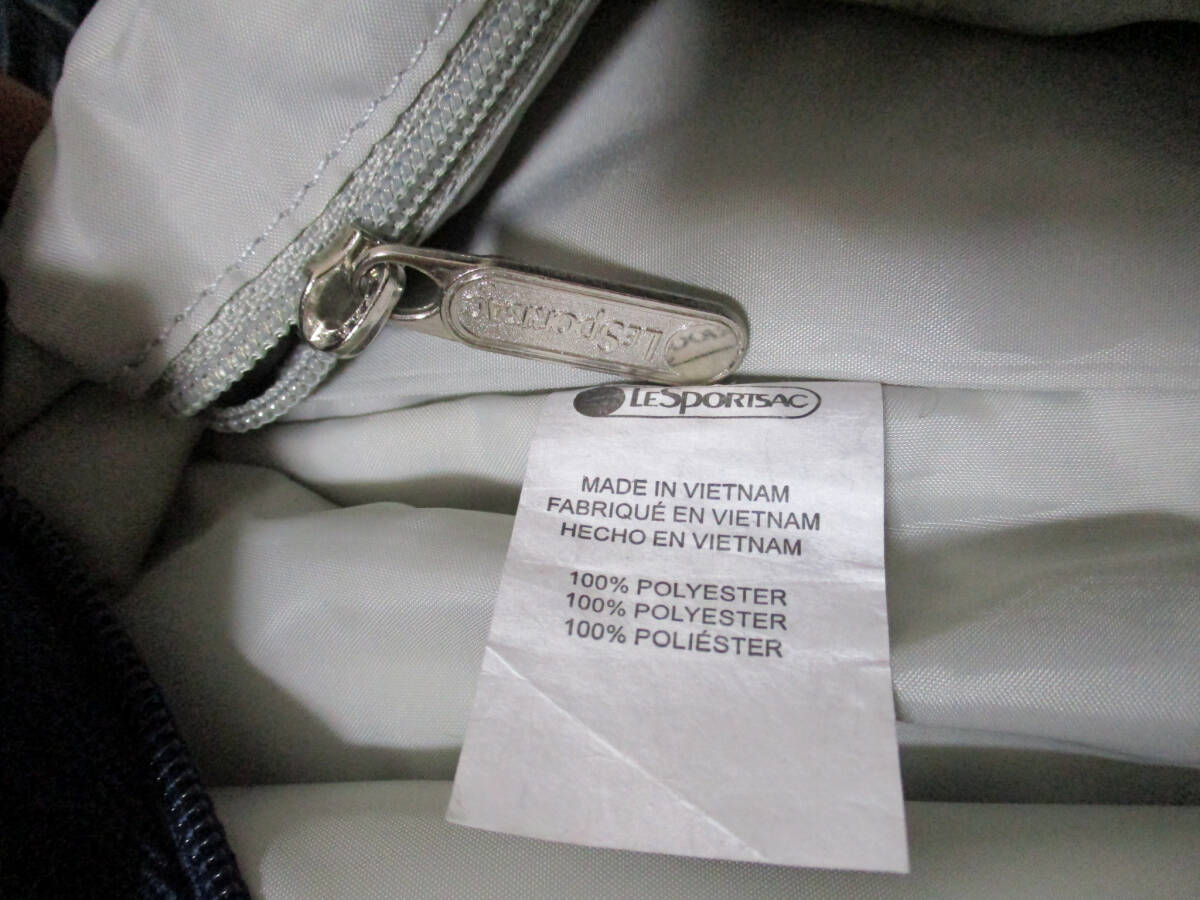 LESPORTSAC
LESPORTSAC
MADE IN VIETNAM
FABRIQUÉ EN VIETNAM
HECHO EN VIETNAM
100% POLYESTER
100% POLYESTER
100% POLIÉSTER